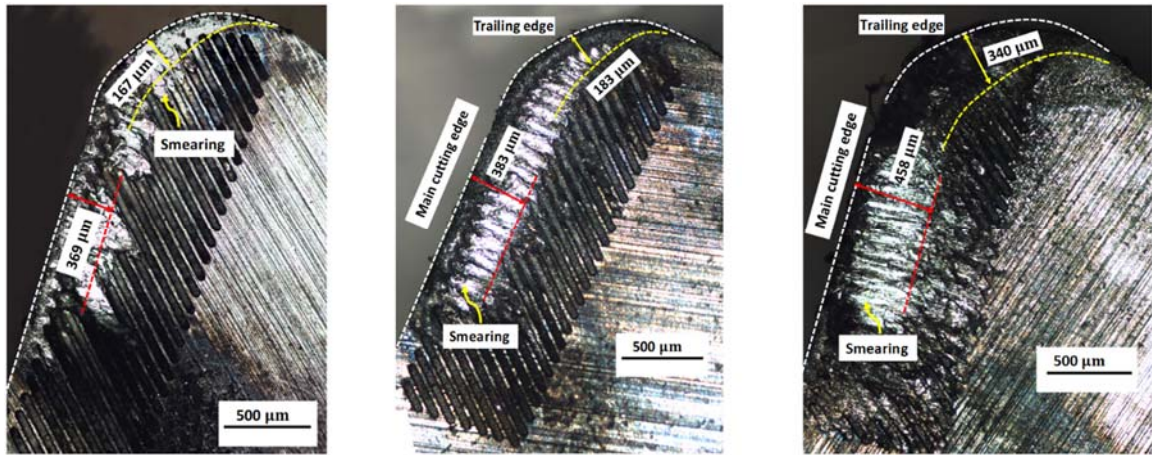 167 μm
Smearing
369 μm
500 μm
Trailing edge
183 μm
Main cutting edge
383 μm
Smearing
500 μm
Trailing edge
340 μm
Main cutting edge
458 μm
Smearing
500 μm